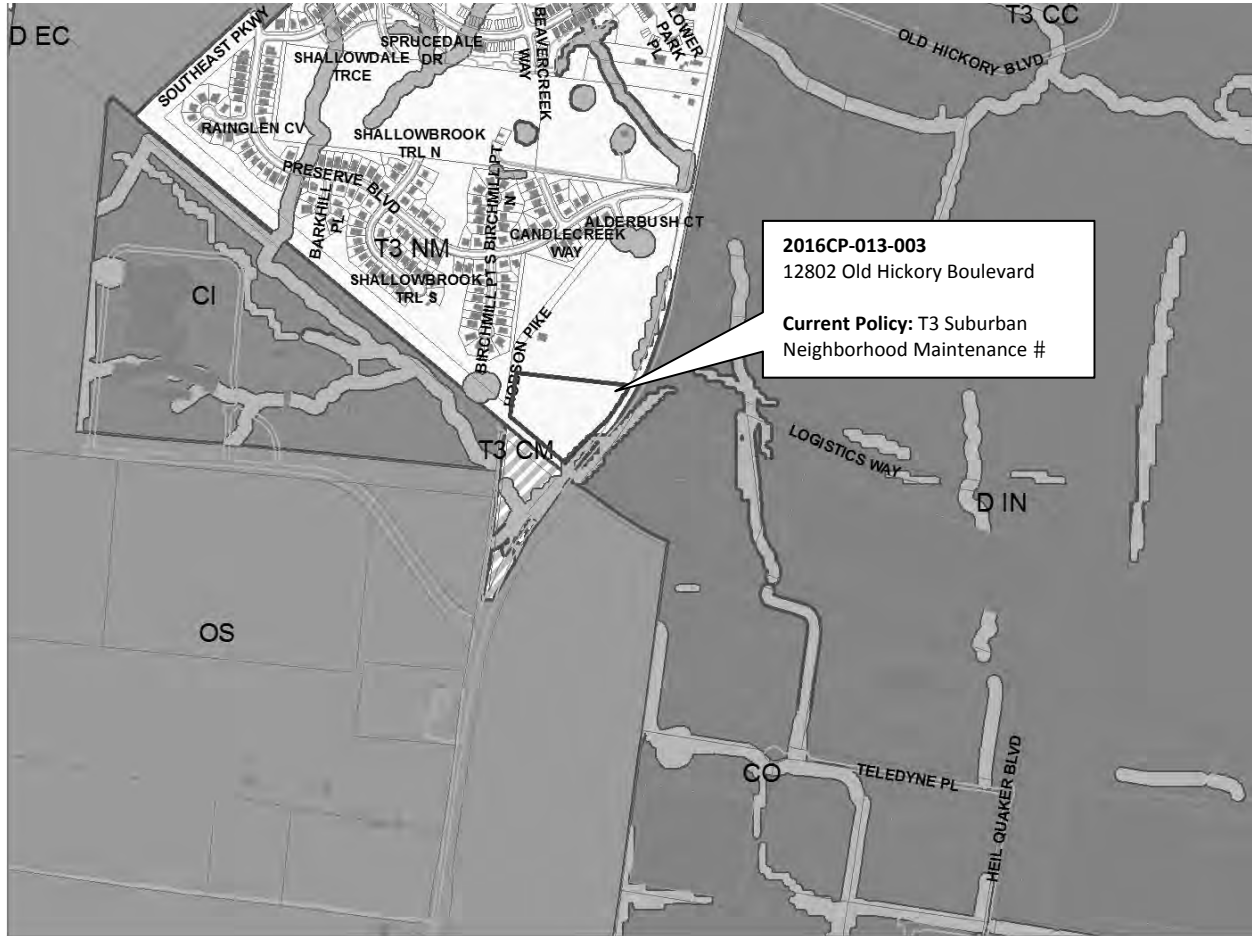 D EC
SOUTHEAST PKWY
SHALLOWDALE
TRCE
SPRUCEDALE
DR
BEAVERCREEK
WAY
LOWER
PARK
PL
T3 CC
OLD HICKORY BLVD
RAINGLEN CV
SHALLOWBROOK
TRL N
PRESERVE BLVD
BARKHILL
PL
T3 NM
BIRCHMILL PT S
BIRCHMILL PT
N
CANDLECREEK
WAY
ALDERBUSH CT
SHALLOWBROOK
TRL S
CI
HOBSON PIKE
2016CP-013-003
12802 Old Hickory Boulevard
Current Policy: T3 Suburban
Neighborhood Maintenance #
T3 CM
LOGISTICS WAY
D IN
OS
CO
TELEDYNE PL
HEIL QUAKER BLVD